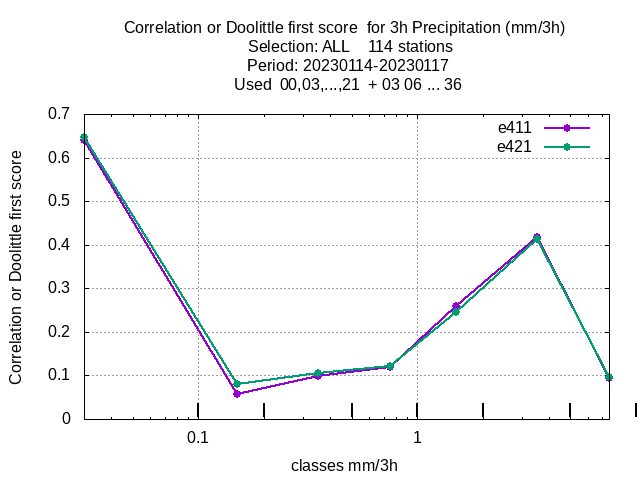 Correlation or Doolittle first score  for 3h Precipitation (mm/3h)
Selection: ALL    114 stations
Period: 20230114-20230117
Used  00,03,...,21  + 03 06 ... 36
0.7
0.6
0.5
0.4
0.3
0.2
0.1
0
Correlation or Doolittle first score
e411
e421
0.1
1
classes mm/3h